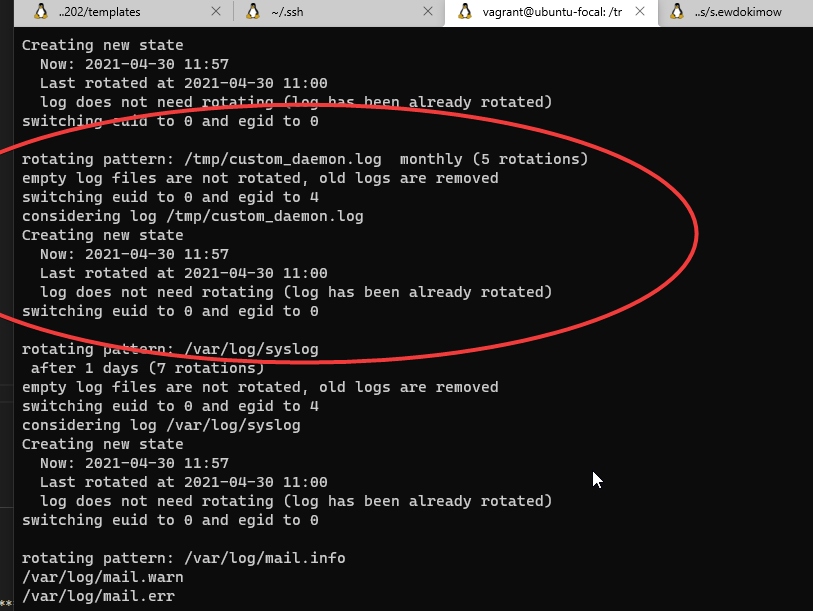 ..202/templates
~/.ssh
vagrant@ubuntu-focal: /tr
..s/s.ewdokimow
Creating new state
  Now: 2021-04-30 11:57
  Last rotated at 2021-04-30 11:00
  log does not need rotating (log has been already rotated)
switching euid to 0 and egid to 0

rotating pattern: /tmp/custom_daemon.log  monthly (5 rotations)
empty log files are not rotated, old logs are removed
switching euid to 0 and egid to 4
considering log /tmp/custom_daemon.log
Creating new state
  Now: 2021-04-30 11:57
  Last rotated at 2021-04-30 11:00
  log does not need rotating (log has been already rotated)
switching euid to 0 and egid to 0

rotating pattern: /var/log/syslog
 after 1 days (7 rotations)
empty log files are not rotated, old logs are removed
switching euid to 0 and egid to 4
considering log /var/log/syslog
Creating new state
  Now: 2021-04-30 11:57
  Last rotated at 2021-04-30 11:00
  log does not need rotating (log has been already rotated)
switching euid to 0 and egid to 0

rotating pattern: /var/log/mail.info
/var/log/mail.warn
/var/log/mail.err
**